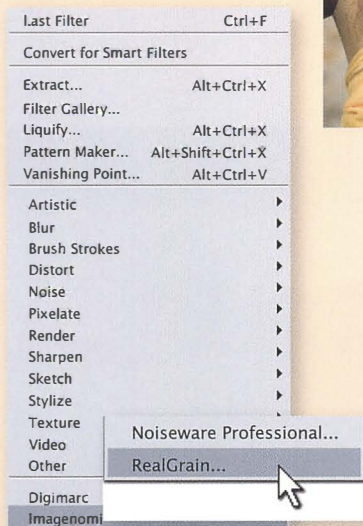 Last Filter Ctrl+F
Convert for Smart Filters
Extract... Alt+Ctrl+X
Filter Gallery...
Liquify... Alt+Ctrl+X
Pattern Maker... Alt+Shift+Ctrl+X
Vanishing Point... Alt+Ctrl+V
Artistic
Blur
Brush Strokes
Distort
Noise
Pixelate
Render
Sharpen
Sketch
Stylize
Texture
Video
Other
Digimarc
Imagenomi
Noiseware Professional...
RealGrain...